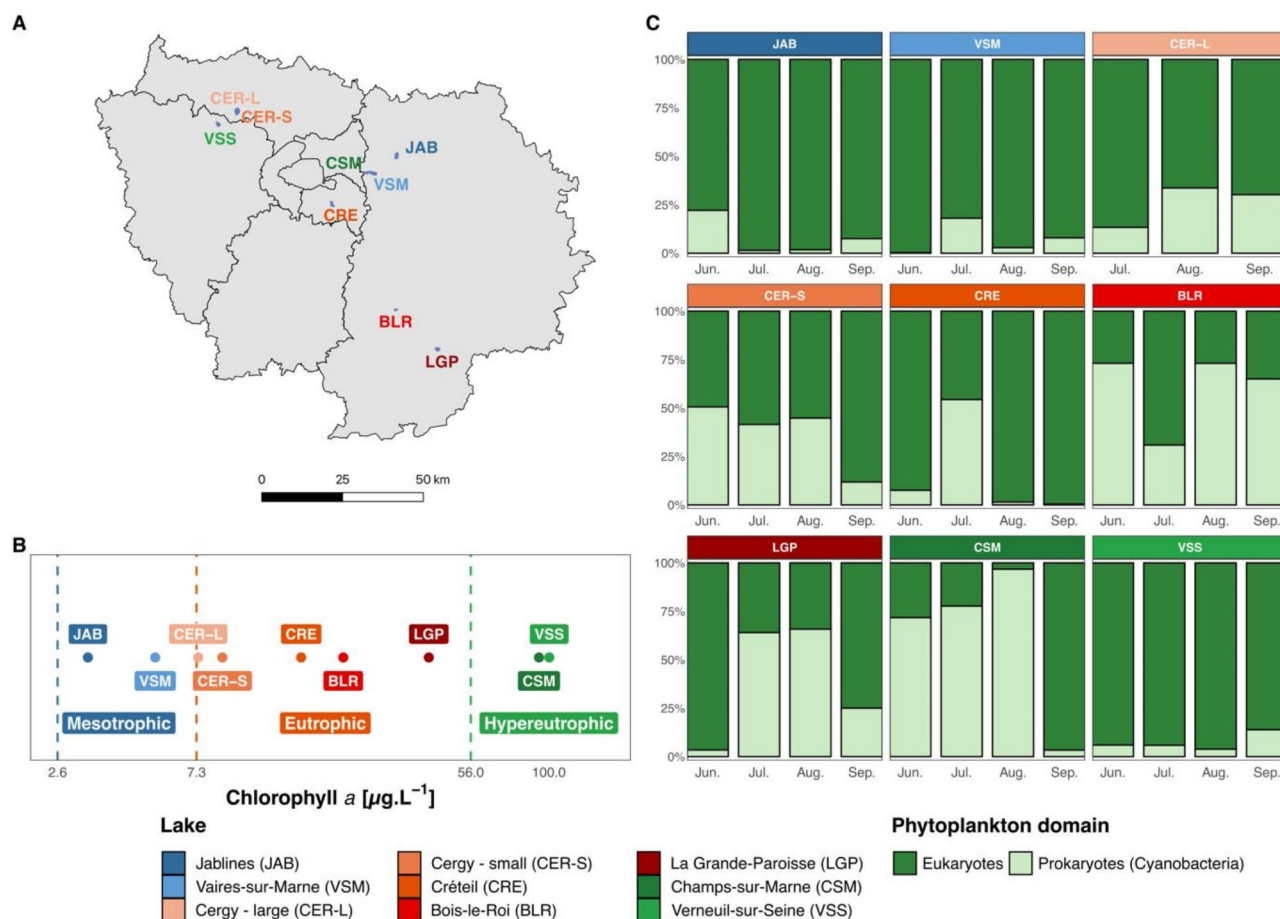 A
CER-L
CER-S
VSS
JAB
CSM
VSM
CRE
BLR
LGP
0 25 50 km
B
JAB CER–L CRE LGP VSS
VSM CER–S BLR CSM
Mesotrophic Eutrophic Hypereutrophic
2.6 7.3 56.0 100.0
Chlorophyll a [µg.L⁻¹]
C
JAB VSM CER–L
100%
75%
50%
25%
0%
Jun. Jul. Aug. Sep. Jun. Jul. Aug. Sep. Jul. Aug. Sep.
CER–S CRE BLR
100%
75%
50%
25%
0%
Jun. Jul. Aug. Sep. Jun. Jul. Aug. Sep. Jun. Jul. Aug. Sep.
LGP CSM VSS
100%
75%
50%
25%
0%
Jun. Jul. Aug. Sep. Jun. Jul. Aug. Sep. Jun. Jul. Aug. Sep.
Lake
Jablines (JAB)
Vaires-sur-Marne (VSM)
Cergy - large (CER-L)
Cergy - small (CER-S)
Créteil (CRE)
Bois-le-Roi (BLR)
La Grande-Paroisse (LGP)
Champs-sur-Marne (CSM)
Verneuil-sur-Seine (VSS)
Phytoplankton domain
Eukaryotes Prokaryotes (Cyanobacteria)